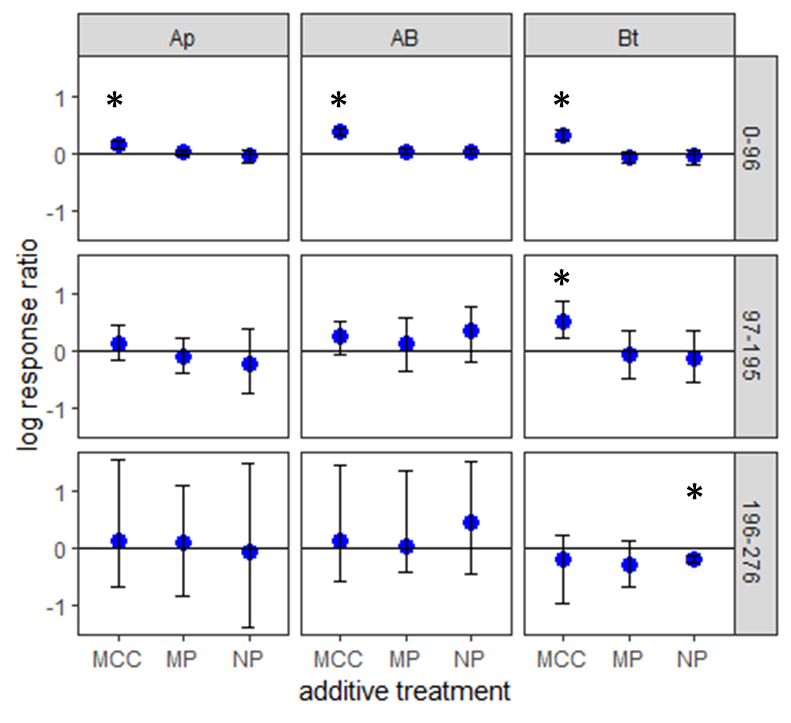 Ap AB Bt
* * *
1
0
-1
0-96
*
1
0
-1
97-195
*
1
0
-1
196-276
log response ratio
MCC MP NP MCC MP NP MCC MP NP
additive treatment